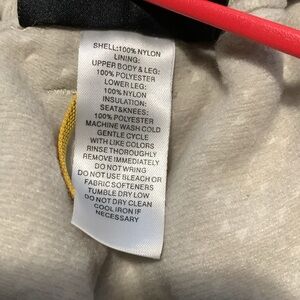 SHELL:100% NYLON
LINING:
UPPER BODY & LEG:
100% POLYESTER
LOWER LEG:
100% NYLON
INSULATION:
SEAT&KNEES:
100% POLYESTER
MACHINE WASH COLD
GENTLE CYCLE
WITH LIKE COLORS
RINSE THOROUGHLY
REMOVE IMMEDIATELY
DO NOT WRING
DO NOT USE BLEACH OR
FABRIC SOFTENERS
TUMBLE DRY LOW
DO NOT DRY CLEAN
COOL IRON IF
NECESSARY